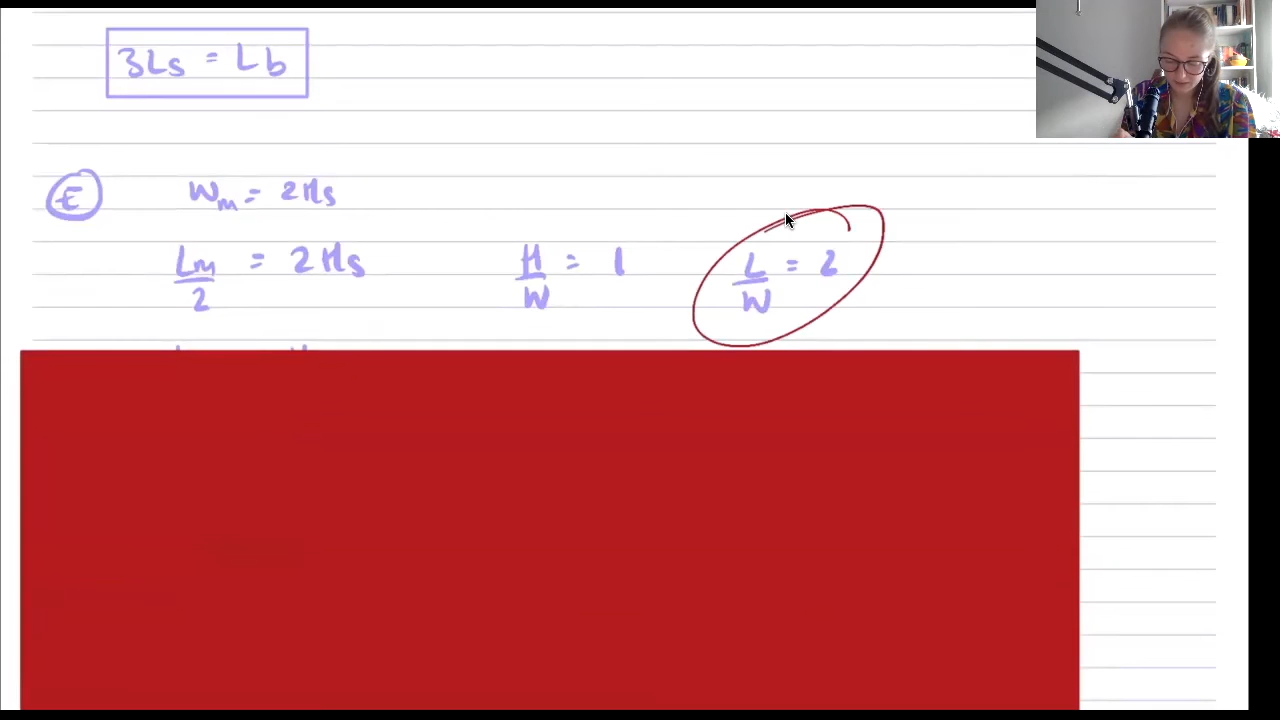 3Ls = Lb
E Wm = 2Hs
Lm/2 = 2Hs H/W = 1 L/W = 2